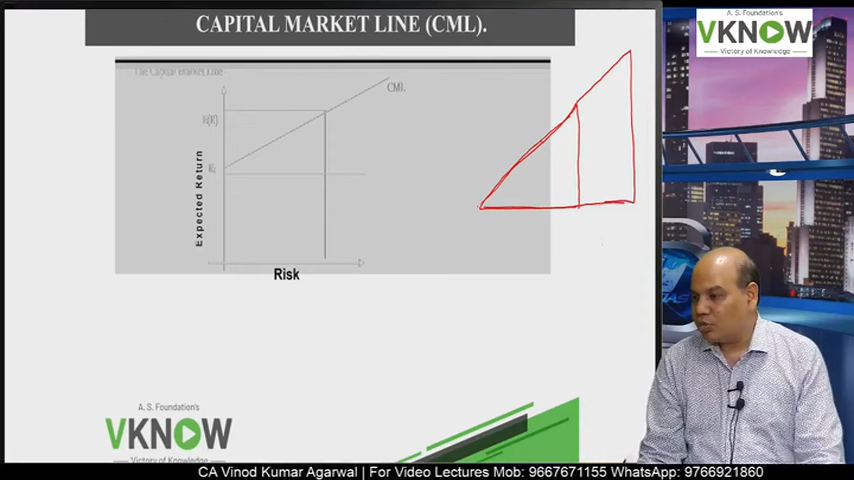 CAPITAL MARKET LINE (CML).
A. S. Foundation's
VKNOW
Victory of Knowledge
The Capital Market Line
CML
Expected Return
Risk
A. S. Foundation's
VKNOW
Victory of Knowledge
CA Vinod Kumar Agarwal | For Video Lectures Mob: 9667671155 WhatsApp: 9766921860